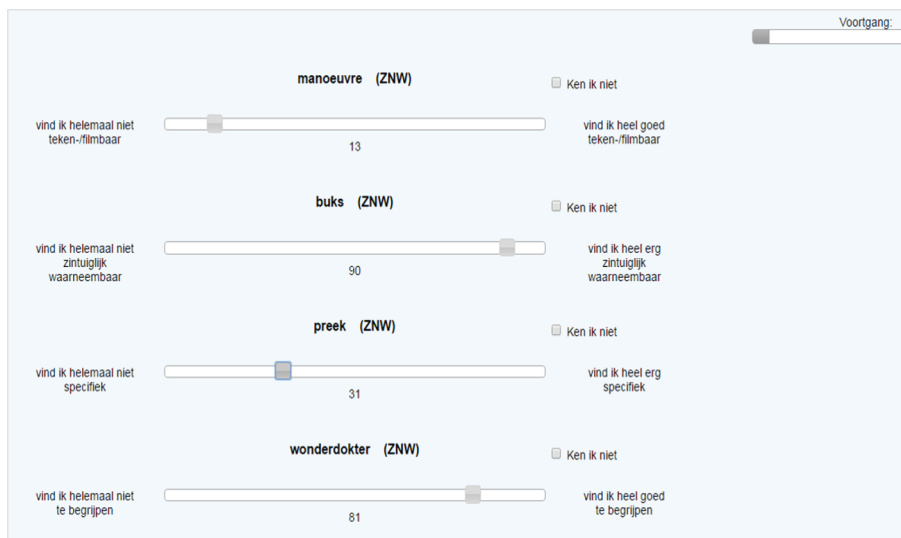 Voortgang:
manoeuvre (ZNW)
Ken ik niet
vind ik helemaal niet
teken-/filmbaar
vind ik heel goed
teken-/filmbaar
13
buks (ZNW)
Ken ik niet
vind ik helemaal niet
zintuiglijk
waarneembaar
vind ik heel erg
zintuiglijk
waarneembaar
90
preek (ZNW)
Ken ik niet
vind ik helemaal niet
specifiek
vind ik heel erg
specifiek
31
wonderdokter (ZNW)
Ken ik niet
vind ik helemaal niet
te begrijpen
vind ik heel goed
te begrijpen
81